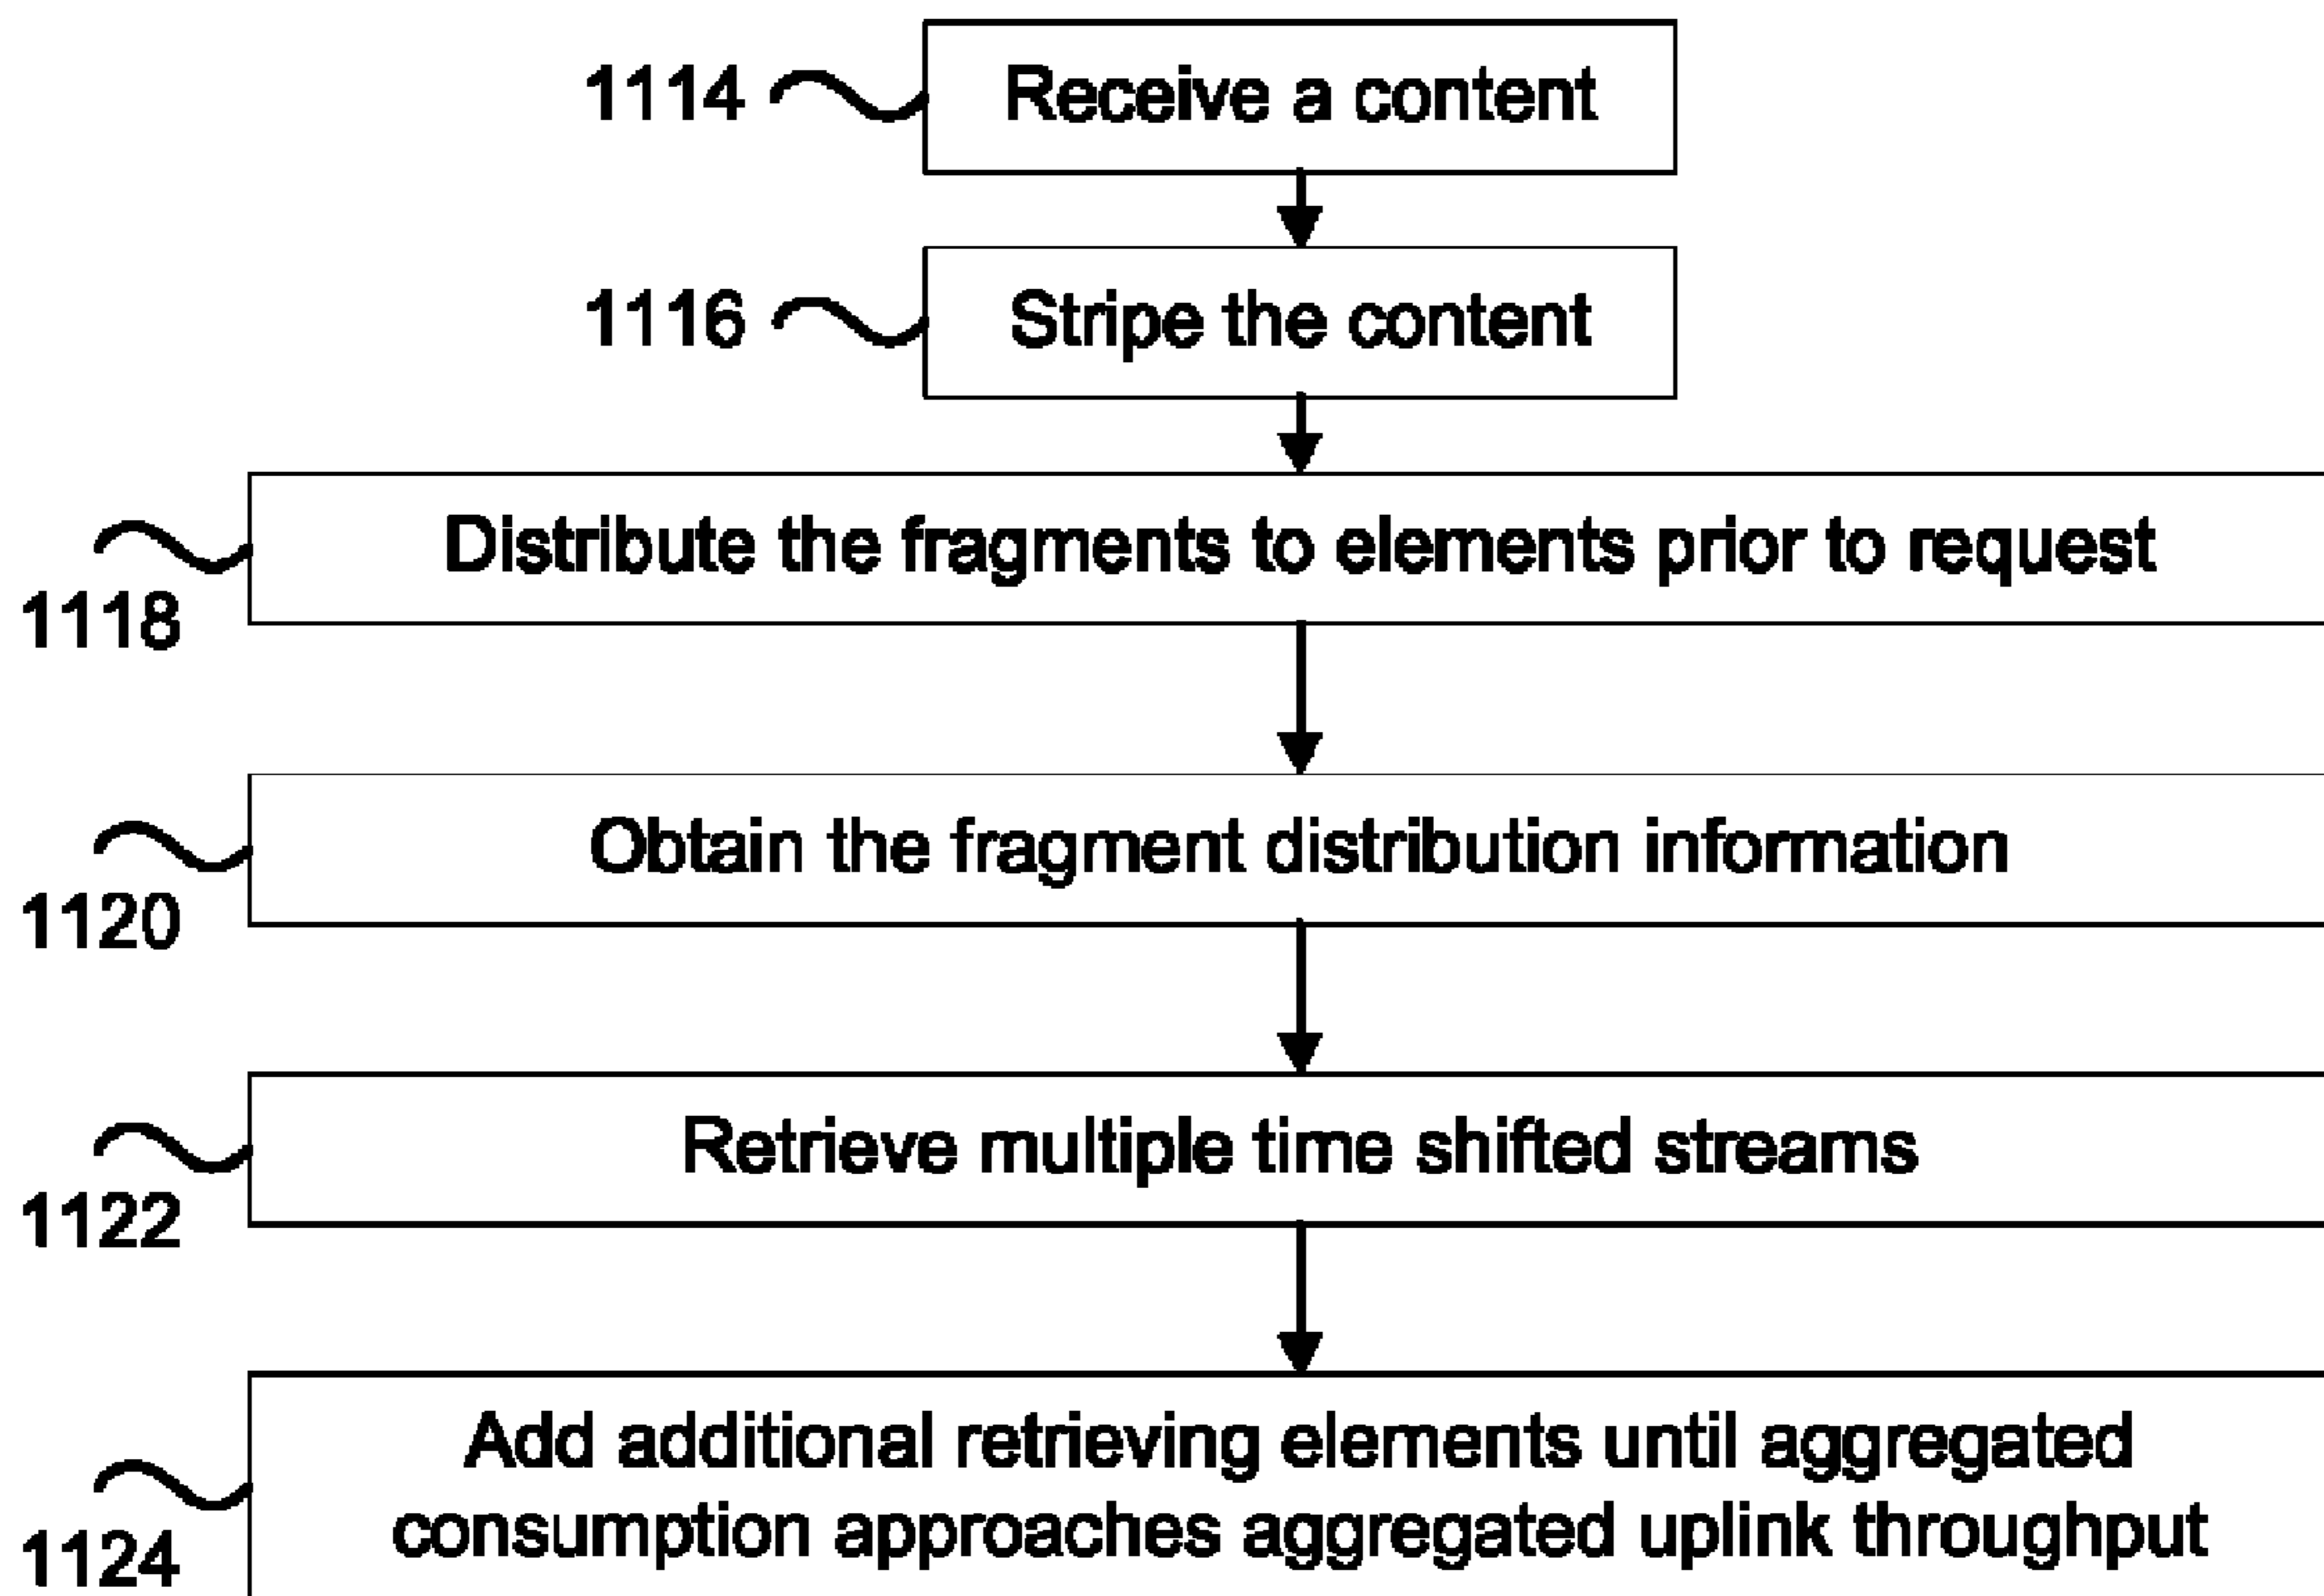 1114 Receive a content
1116 Stripe the content
Distribute the fragments to elements prior to request
1118
Obtain the fragment distribution information
1120
Retrieve multiple time shifted streams
1122
Add additional retrieving elements until aggregated
consumption approaches aggregated uplink throughput
1124